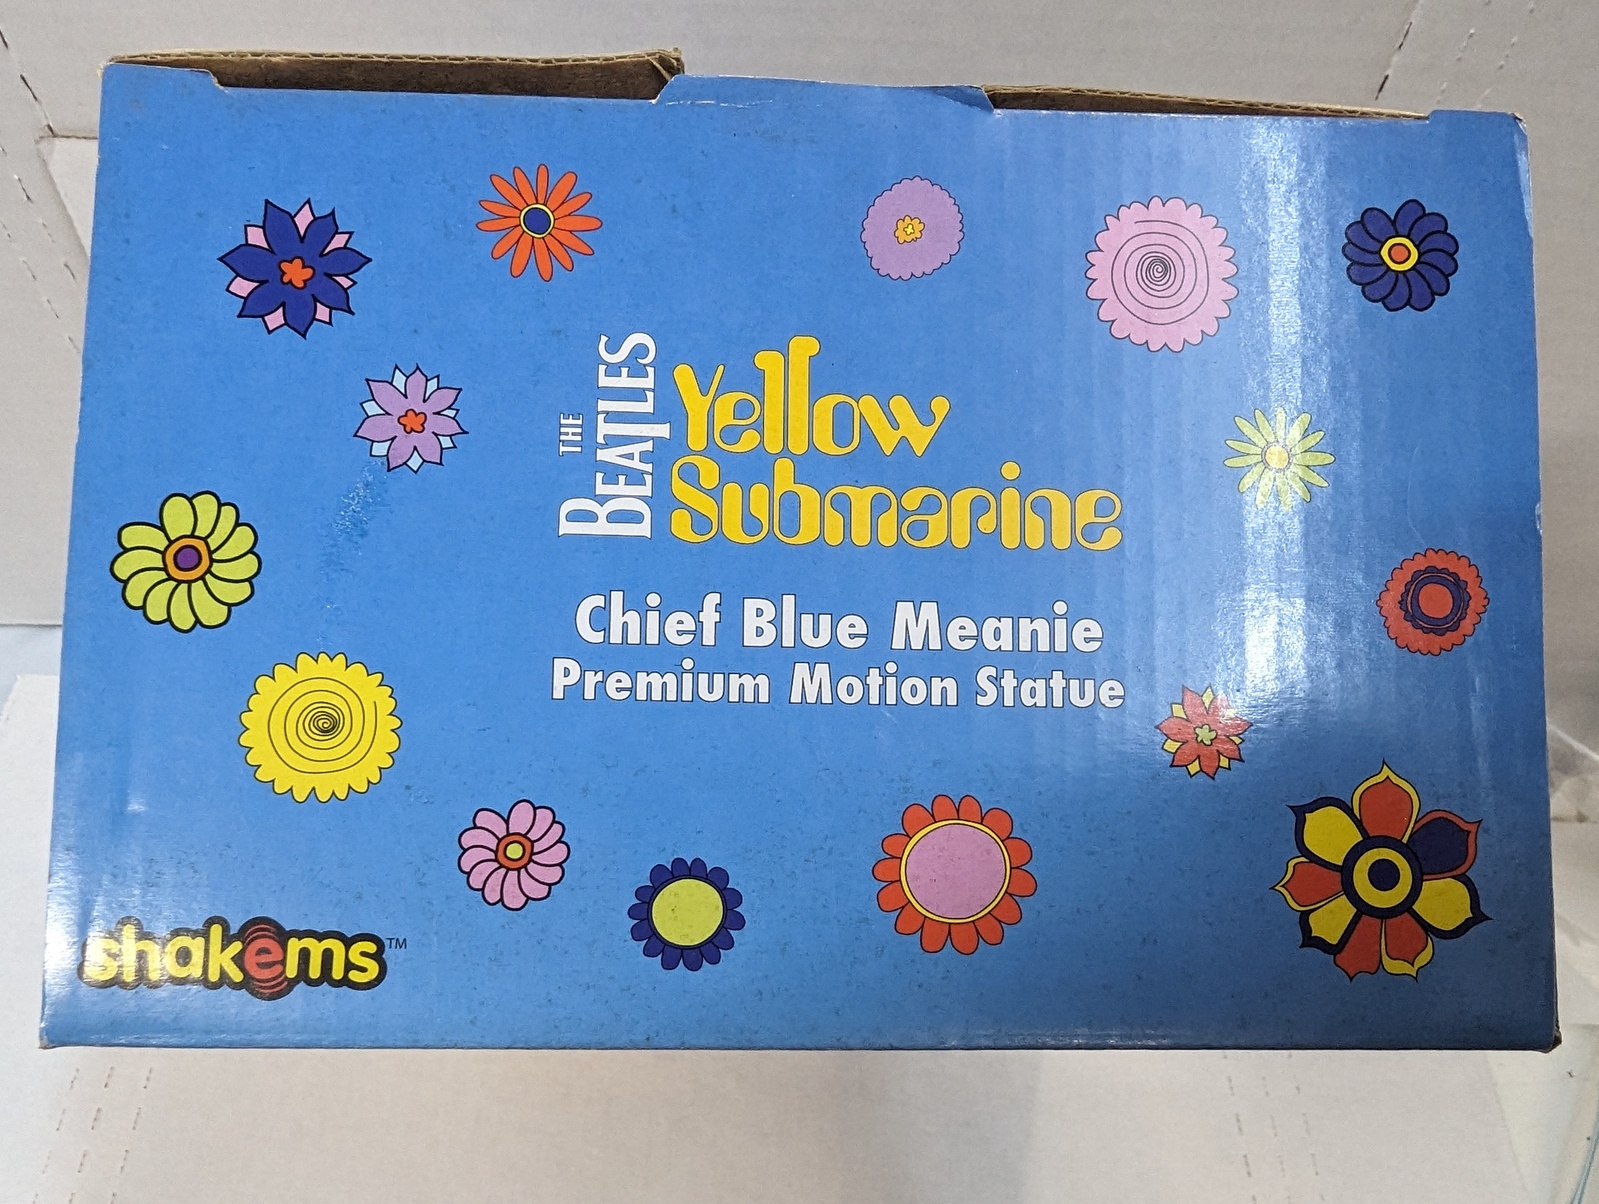 THE
BEATLES
Yellow
Submarine
Chief Blue Meanie
Premium Motion Statue
shakems™